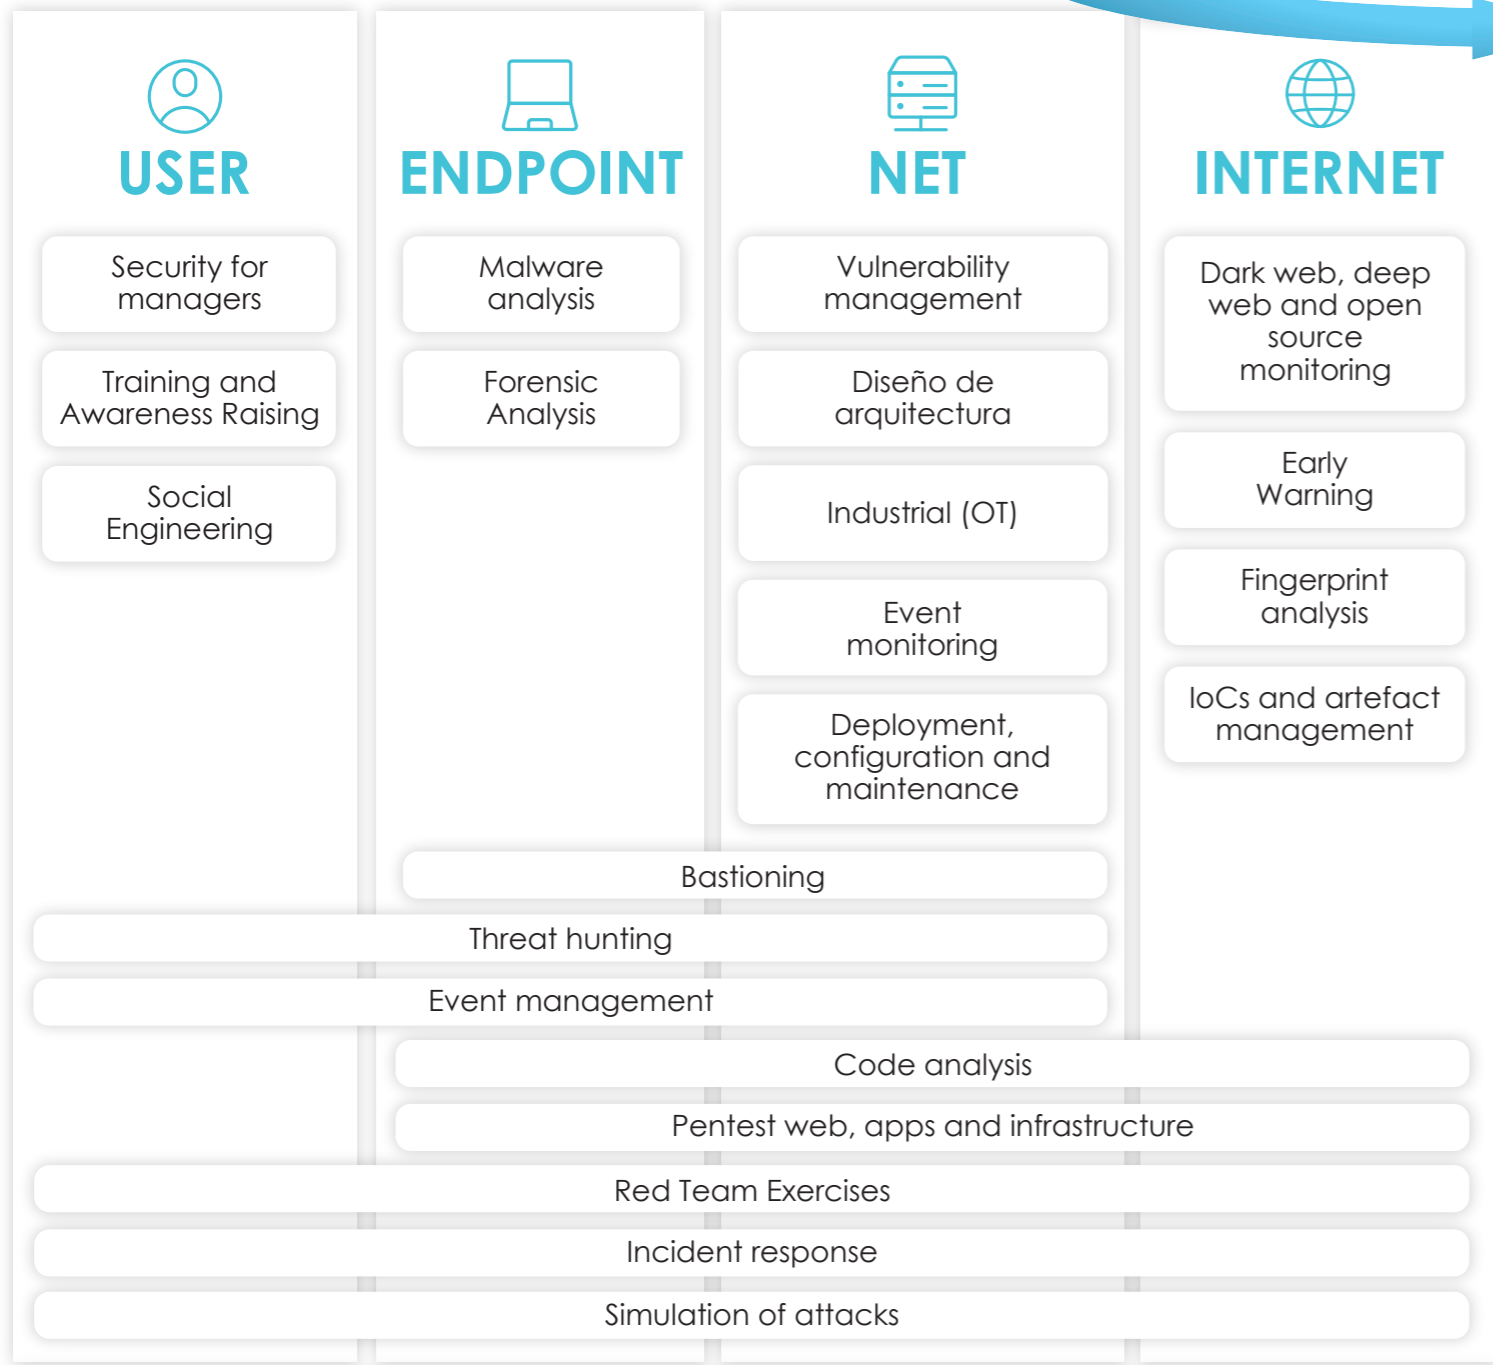 USER
Security for
managers
Training and
Awareness Raising
Social
Engineering
ENDPOINT
Malware
analysis
Forensic
Analysis
NET
Vulnerability
management
Diseño de
arquitectura
Industrial (OT)
Event
monitoring
Deployment,
configuration and
maintenance
INTERNET
Dark web, deep
web and open
source
monitoring
Early
Warning
Fingerprint
analysis
IoCs and artefact
management
Bastioning
Threat hunting
Event management
Code analysis
Pentest web, apps and infrastructure
Red Team Exercises
Incident response
Simulation of attacks